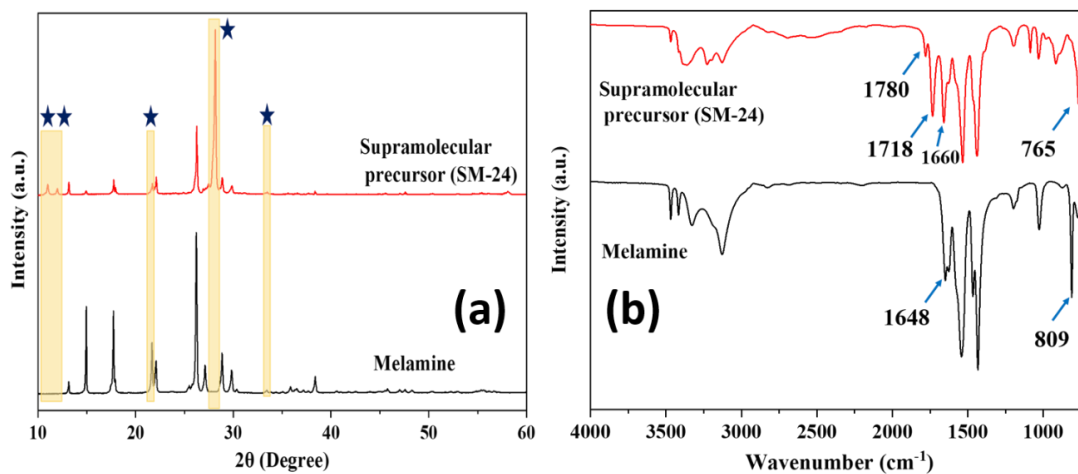 Intensity (a.u.)
Supramolecular
precursor (SM-24)
(a)
Melamine
10
20
30
40
50
60
2θ (Degree)
(b)
Intensity (a.u.)
1780
Supramolecular
precursor (SM-24)
1718
1660
765
Melamine
(b)
1648
809
4000
3500
3000
2500
2000
1500
1000
Wavenumber (cm⁻¹)